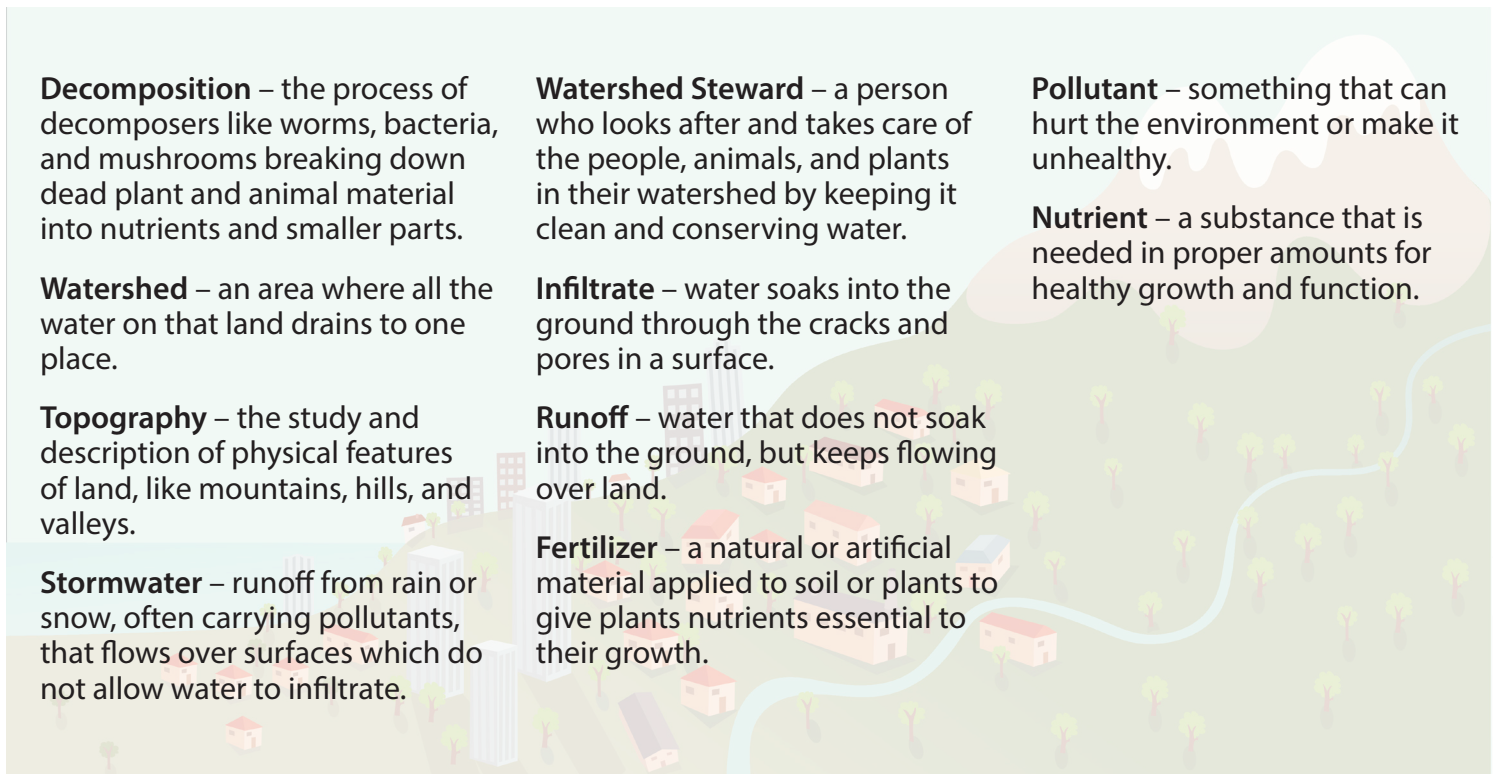 Decomposition – the process of
decomposers like worms, bacteria,
and mushrooms breaking down
dead plant and animal material
into nutrients and smaller parts.
Watershed – an area where all the
water on that land drains to one
place.
Topography – the study and
description of physical features
of land, like mountains, hills, and
valleys.
Stormwater – runoff from rain or
snow, often carrying pollutants,
that flows over surfaces which do
not allow water to infiltrate.
Watershed Steward – a person
who looks after and takes care of
the people, animals, and plants
in their watershed by keeping it
clean and conserving water.
Infiltrate – water soaks into the
ground through the cracks and
pores in a surface.
Runoff – water that does not soak
into the ground, but keeps flowing
over land.
Fertilizer – a natural or artificial
material applied to soil or plants to
give plants nutrients essential to
their growth.
Pollutant – something that can
hurt the environment or make it
unhealthy.
Nutrient – a substance that is
needed in proper amounts for
healthy growth and function.